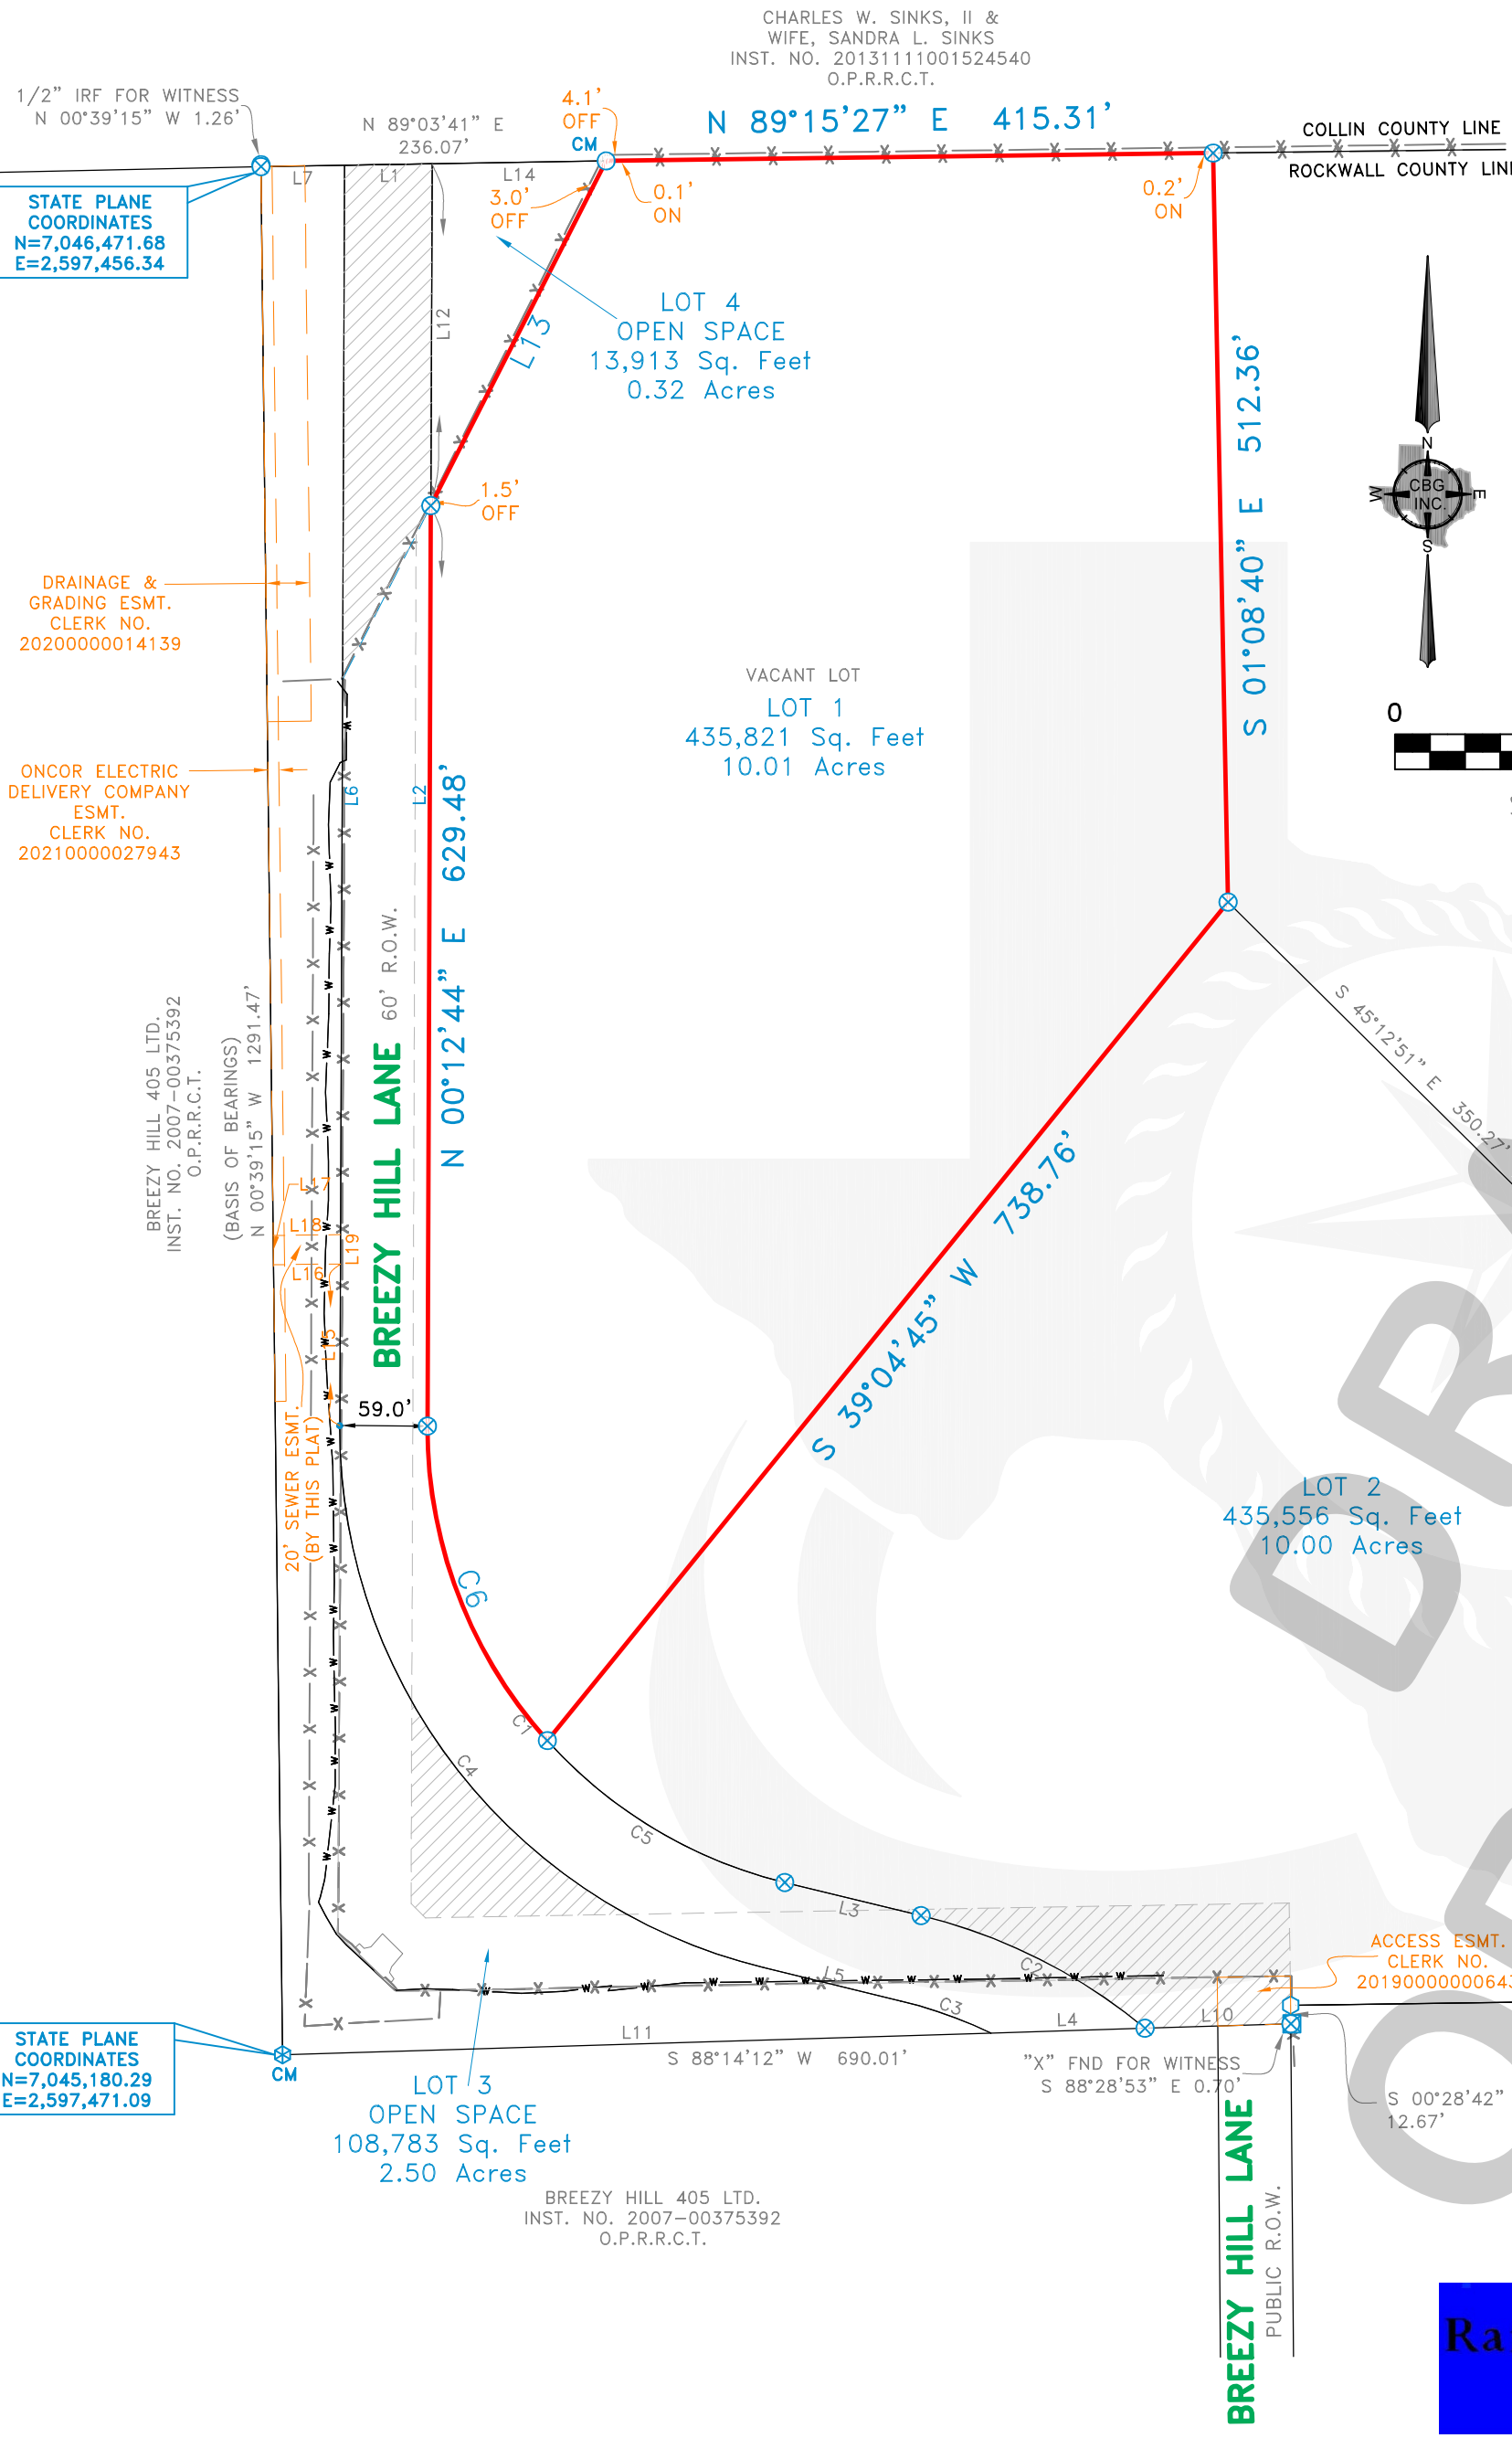 CHARLES W. SINKS, II &
WIFE, SANDRA L. SINKS
INST. NO. 20131111001524540
O.P.R.R.C.T.
1/2" IRF FOR WITNESS
N 00°39'15" W 1.26'
N 89°03'41" E
236.07'
4.1'
OFF
CM
N 89°15'27" E 415.31'
COLLIN COUNTY LINE
ROCKWALL COUNTY LINE
L7
L1
L14
3.0'
OFF
0.1'
ON
0.2'
ON
STATE PLANE
COORDINATES
N=7,046,471.68
E=2,597,456.34
L12
L13
LOT 4
OPEN SPACE
13,913 Sq. Feet
0.32 Acres
S 01°08'40" E 512.36'
N
W
CBG
INC.
E
S
1.5'
OFF
DRAINAGE &
GRADING ESMT.
CLERK NO.
20200000014139
VACANT LOT
LOT 1
435,821 Sq. Feet
10.01 Acres
0
ONCOR ELECTRIC
DELIVERY COMPANY
ESMT.
CLERK NO.
20210000027943
L6
L2
N 00°12'44" E 629.48'
BREEZY HILL LANE 60' R.O.W.
BREEZY HILL 405 LTD.
INST. NO. 2007-00375392
O.P.R.R.C.T.
(BASIS OF BEARINGS)
N 00°39'15" W 1291.47'
S 45°12'51" E 350.27'
S 39°04'45" W 738.76'
L17
L18
L19
L16
L15
59.0'
20' SEWER ESMT.
(BY THIS PLAT)
LOT 2
435,556 Sq. Feet
10.00 Acres
C6
C1
C4
C5
L3
L5
C2
C3
L4
L10
L11
S 88°14'12" W 690.01'
ACCESS ESMT.
CLERK NO.
2019000000643
"X" FND FOR WITNESS
S 88°28'53" E 0.70'
S 00°28'42"
12.67'
STATE PLANE
COORDINATES
N=7,045,180.29
E=2,597,471.09
CM
LOT 3
OPEN SPACE
108,783 Sq. Feet
2.50 Acres
BREEZY HILL 405 LTD.
INST. NO. 2007-00375392
O.P.R.R.C.T.
BREEZY HILL LANE
PUBLIC R.O.W.
DR
Ra